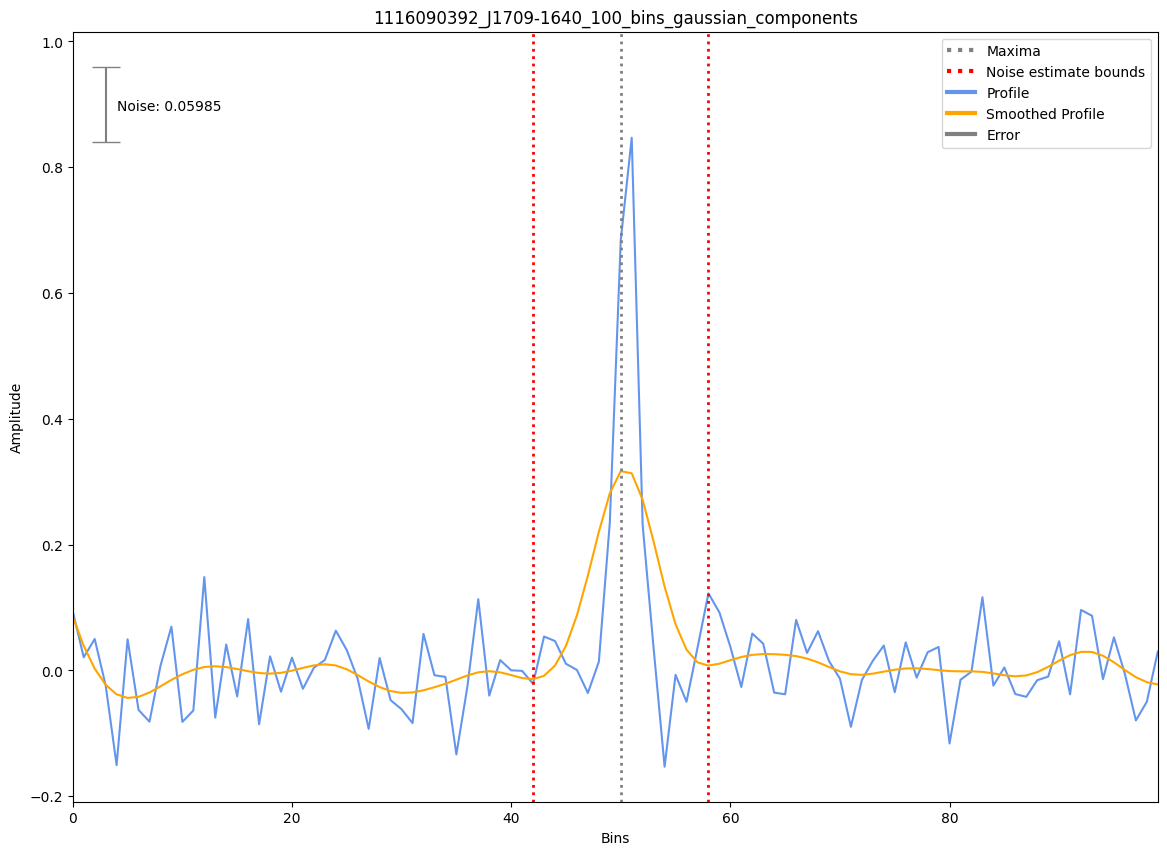 1116090392_J1709-1640_100_bins_gaussian_components
1.0
0.8
0.6
0.4
0.2
0.0
−0.2
Amplitude
Noise: 0.05985
Maxima
Noise estimate bounds
Profile
Smoothed Profile
Error
0
20
40
60
80
Bins